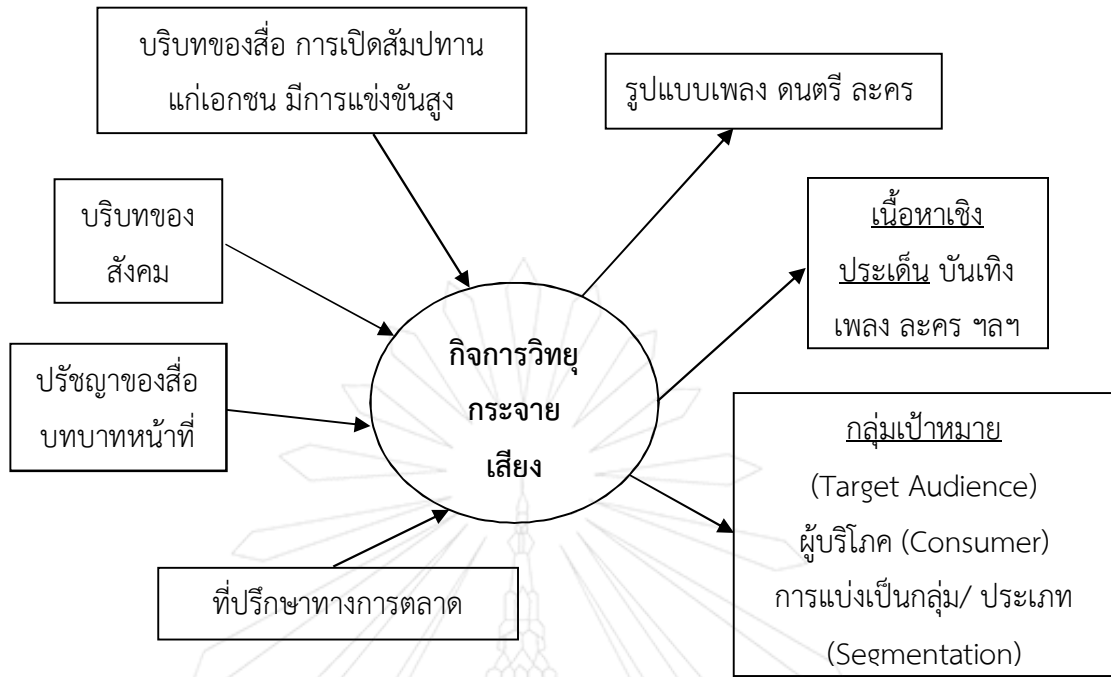 บริบทของสื่อ การเปิดสัมปทาน
แก่เอกชน มีการแข่งขันสูง
รูปแบบเพลง ดนตรี ละคร
บริบทของ
สังคม
เนื้อหาเชิง
ประเด็น บันเทิง
เพลง ละคร ฯลฯ
กิจการวิทยุ
กระจาย
เสียง
ปรัชญาของสื่อ
บทบาทหน้าที่
กลุ่มเป้าหมาย
(Target Audience)
ผู้บริโภค (Consumer)
การแบ่งเป็นกลุ่ม/ ประเภท
(Segmentation)
ที่ปรึกษาทางการตลาด